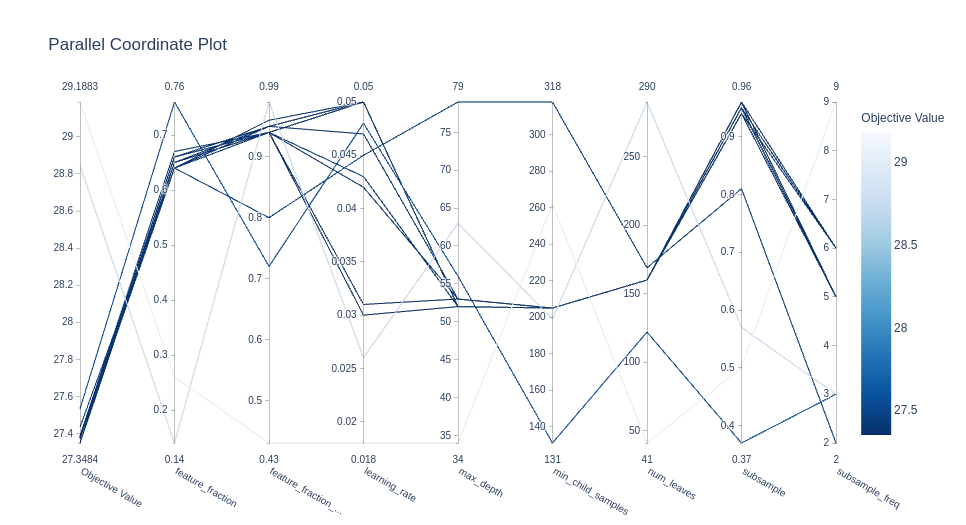 Parallel Coordinate Plot
29.1883 0.76 0.99 0.05 79 318 290 0.96 9
29 28.8 28.6 28.4 28.2 28 27.8 27.6 27.4
0.7 0.6 0.5 0.4 0.3 0.2
0.9 0.8 0.7 0.6 0.5
0.05 0.045 0.04 0.035 0.03 0.025 0.02
75 70 65 60 55 50 45 40 35
300 280 260 240 220 200 180 160 140
250 200 150 100 50
0.9 0.8 0.7 0.6 0.5 0.4
9 8 7 6 5 4 3 2
27.3484 0.14 0.43 0.018 34 131 41 0.37 2
Objective Value
feature_fraction
feature_fraction_...
learning_rate
max_depth
min_child_samples
num_leaves
subsample
subsample_freq
Objective Value
29
28.5
28
27.5